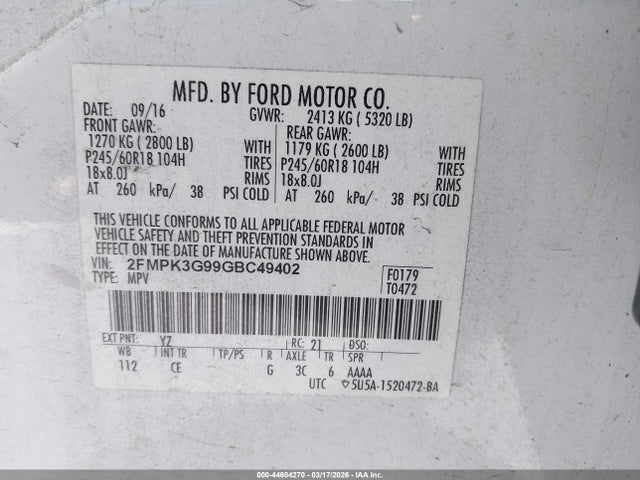 MFD. BY FORD MOTOR CO.
DATE: 09/16 GVWR: 2413 KG ( 5320 LB)
FRONT GAWR: REAR GAWR:
1270 KG ( 2800 LB) WITH 1179 KG ( 2600 LB) WITH
P245/60R18 104H TIRES P245/60R18 104H TIRES
18x8.0J RIMS 18x8.0J RIMS
AT 260 kPa/ 38 PSI COLD AT 260 kPa/ 38 PSI COLD
THIS VEHICLE CONFORMS TO ALL APPLICABLE FEDERAL MOTOR
VEHICLE SAFETY AND THEFT PREVENTION STANDARDS IN
EFFECT ON THE DATE OF MANUFACTURE SHOWN ABOVE.
VIN: 2FMPK3G99GBC49402 F0179
TYPE: MPV T0472
EXT PNT: YZ RC: 21 DSO:
WB INT TR TP/PS R AXLE TR SPR
112 CE G 3C 6 AAAA
UTC ▽5U5A-1520472-BA
000-44604270 - 03/17/2026 - IAAI, Inc.